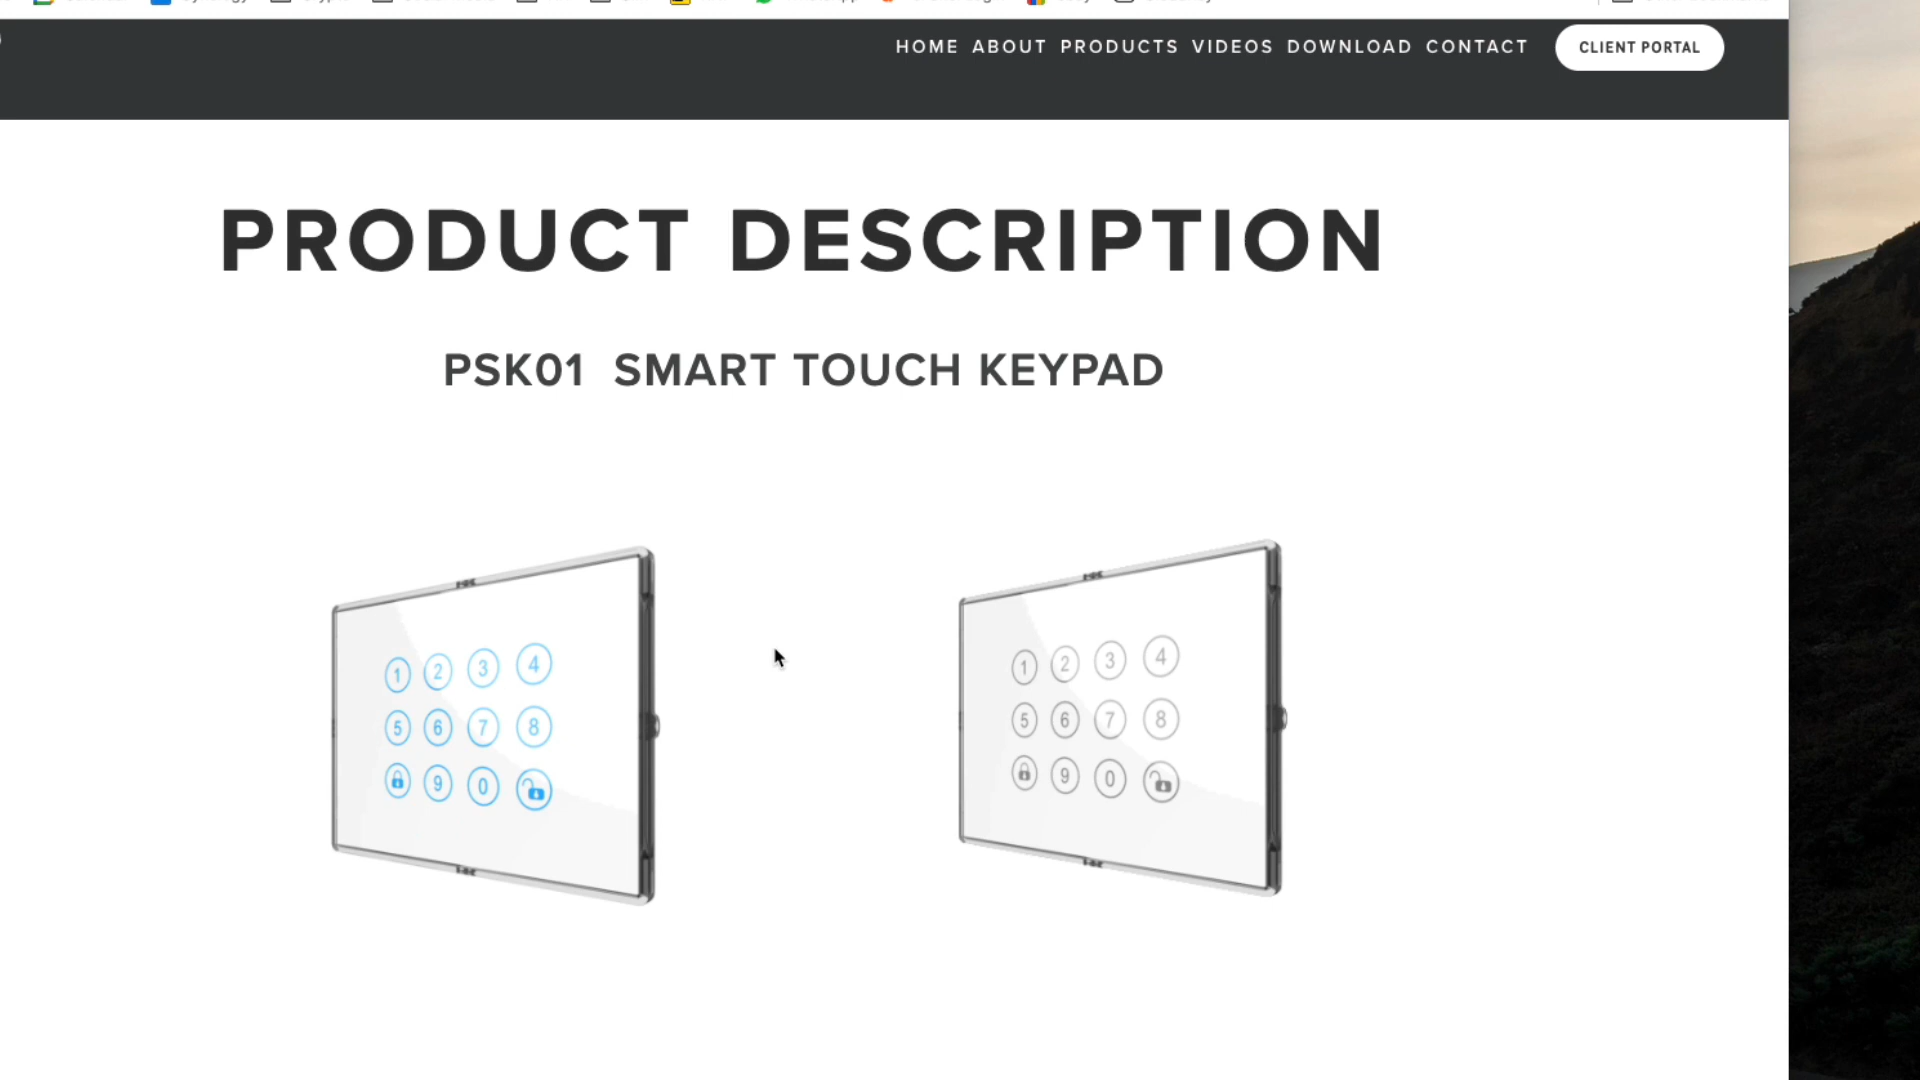 HOME ABOUT PRODUCTS VIDEOS DOWNLOAD CONTACT CLIENT PORTAL
PRODUCT DESCRIPTION
PSK01 SMART TOUCH KEYPAD
1 2 3 4
5 6 7 8
9 0
1 2 3 4
5 6 7 8
9 0